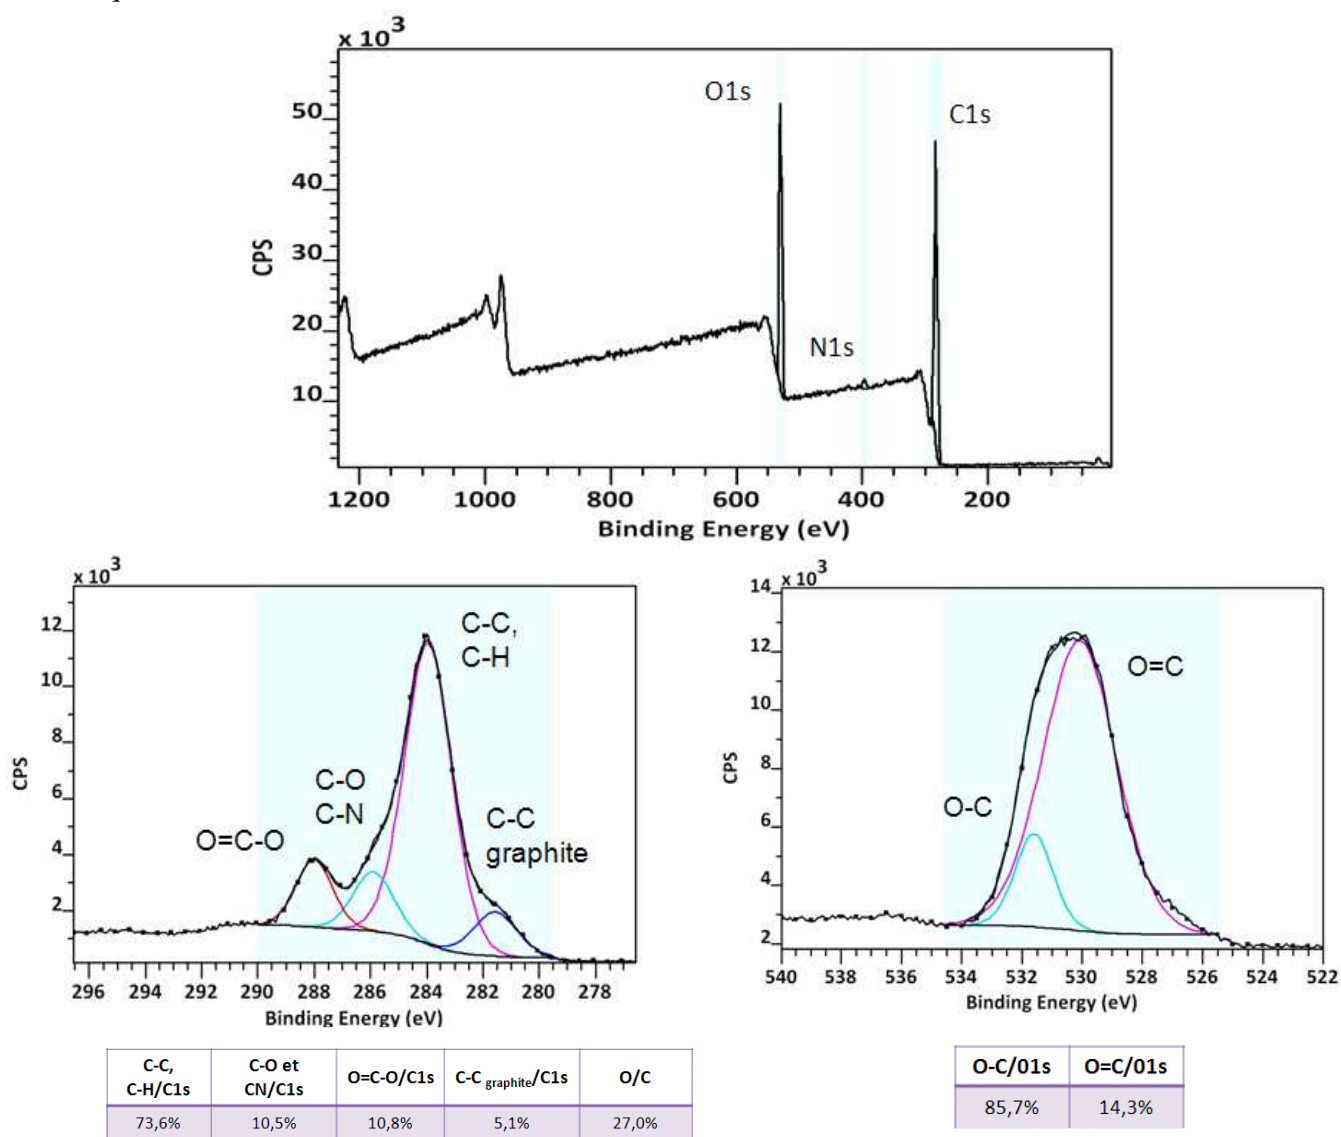 x 10³
50
40
30
20
10
CPS
O1s
C1s
N1s
1200 1000 800 600 400 200
Binding Energy (eV)
x 10³
12
10
8
6
4
2
CPS
C-C,
C-H
C-O
C-N
O=C-O
C-C
graphite
296 294 292 290 288 286 284 282 280 278
Binding Energy (eV)
x 10³
14
12
10
8
6
4
2
CPS
O=C
O-C
540 538 536 534 532 530 528 526 524 522
Binding Energy (eV)
C-C, C-H/C1s C-O et CN/C1s O=C-O/C1s C-C graphite/C1s O/C
73,6% 10,5% 10,8% 5,1% 27,0%
O-C/01s O=C/01s
85,7% 14,3%